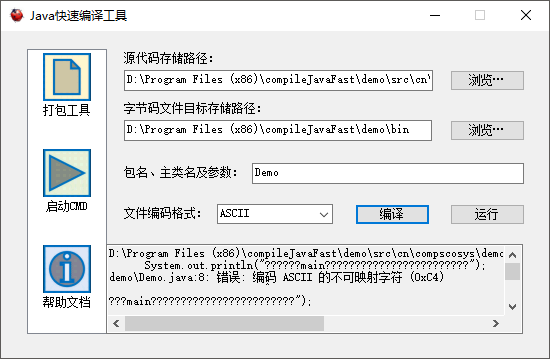 Java快速编译工具
源代码存储路径：
D:\Program Files (x86)\compileJavaFast\demo\src\cn\
浏览…
打包工具
字节码文件目标存储路径：
D:\Program Files (x86)\compileJavaFast\demo\bin
浏览…
包名、主类名及参数：
Demo
启动CMD
文件编码格式：
ASCII
编译
运行
D:\Program Files (x86)\compileJavaFast\demo\src\cn\compscosys\demo
System.out.println("??????main????????????????????????");
demo\Demo.java:8: 错误: 编码 ASCII 的不可映射字符 (0xC4)
???main????????????????????????");
帮助文档